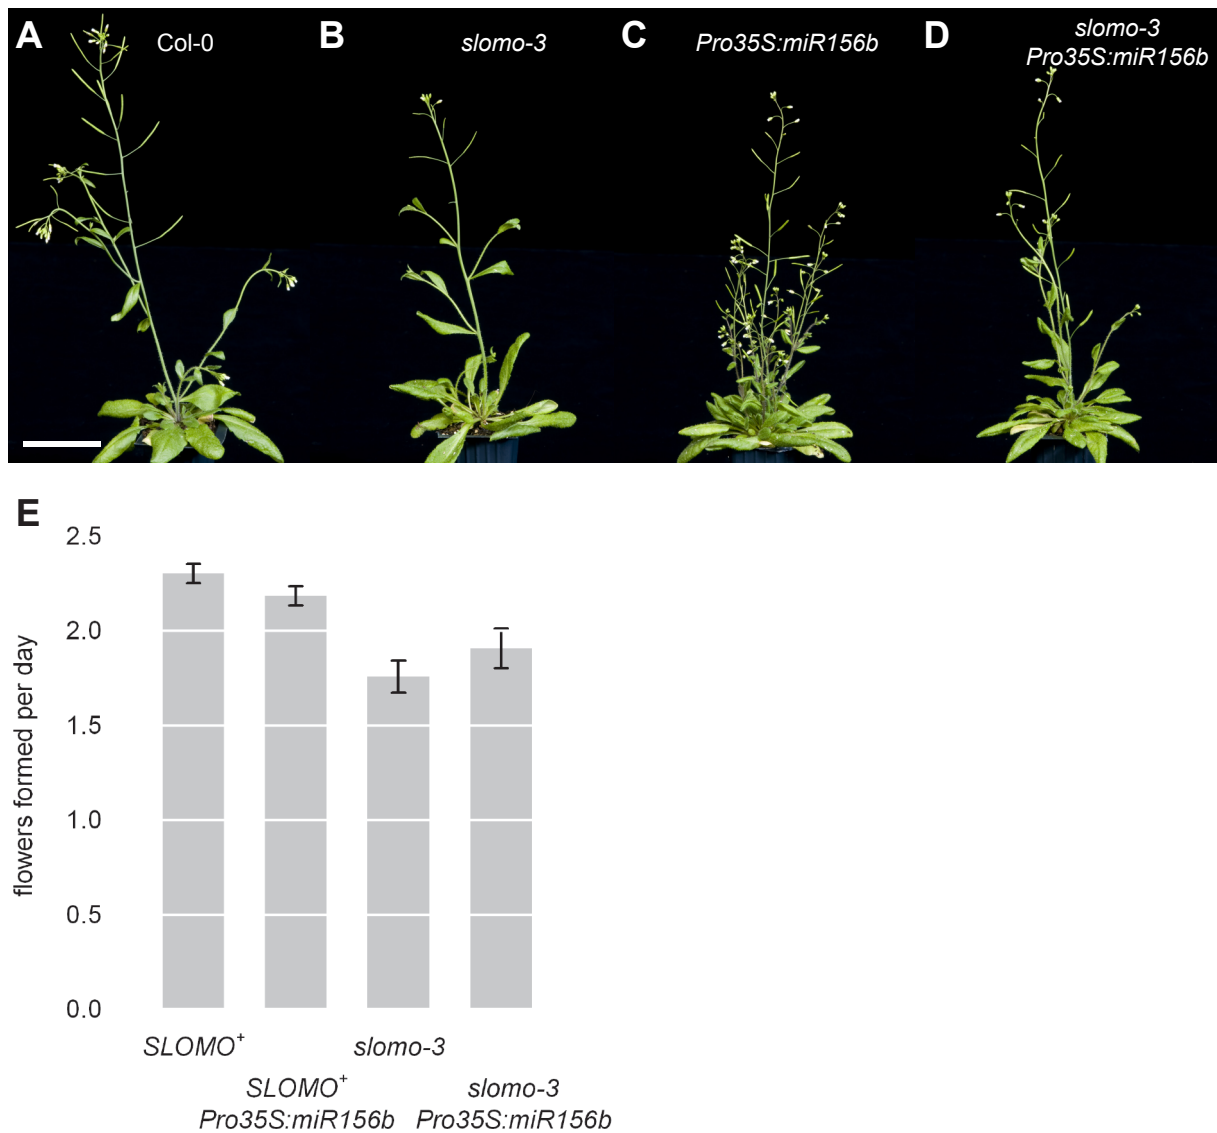 A
Col-0
B
slomo-3
C
Pro35S:miR156b
D
slomo-3
Pro35S:miR156b
E
2.5
2.0
1.5
1.0
0.5
0.0
flowers formed per day
SLOMO⁺
slomo-3
SLOMO⁺
Pro35S:miR156b
slomo-3
Pro35S:miR156b